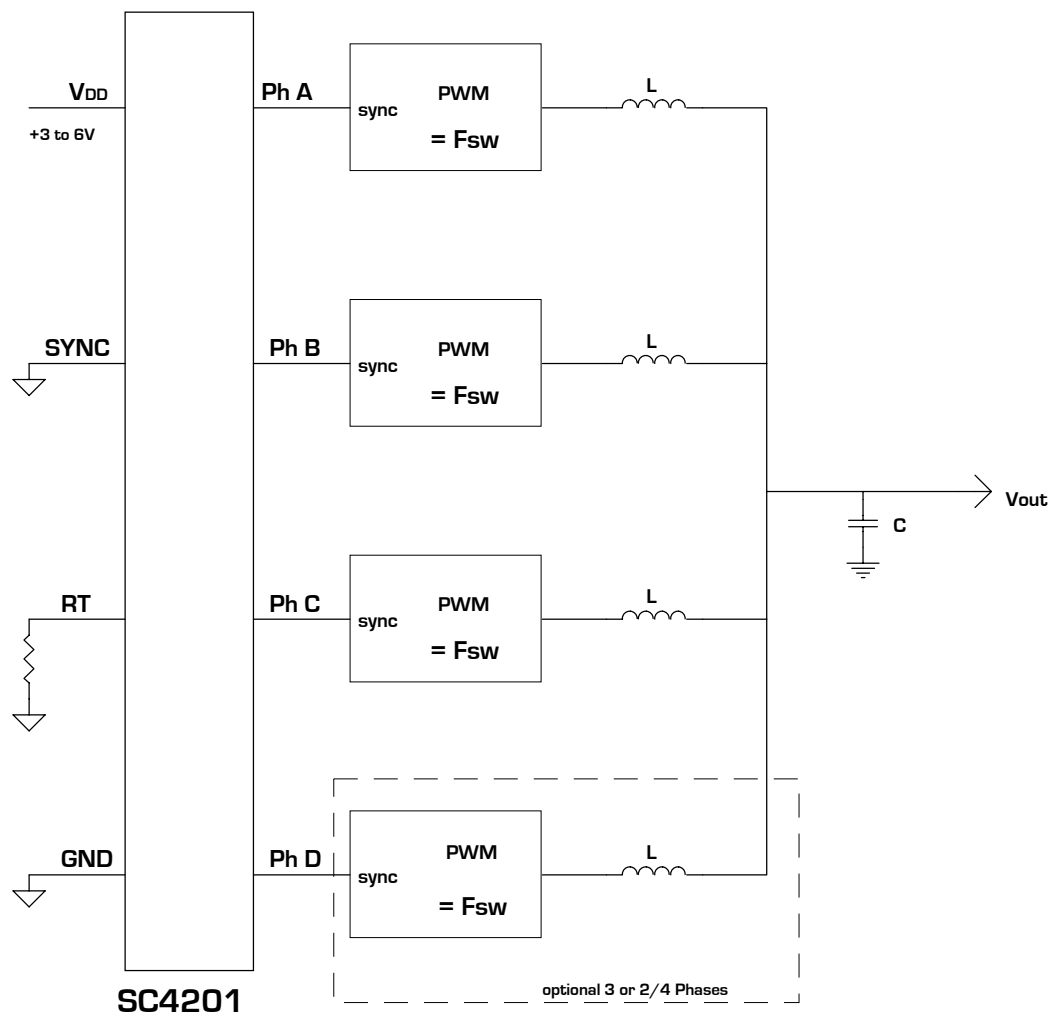 VDD
+3 to 6V
Ph A
sync
PWM
= Fsw
L
SYNC
Ph B
sync
PWM
= Fsw
L
Vout
C
RT
Ph C
sync
PWM
= Fsw
L
GND
Ph D
sync
PWM
= Fsw
L
optional 3 or 2/4 Phases
SC4201